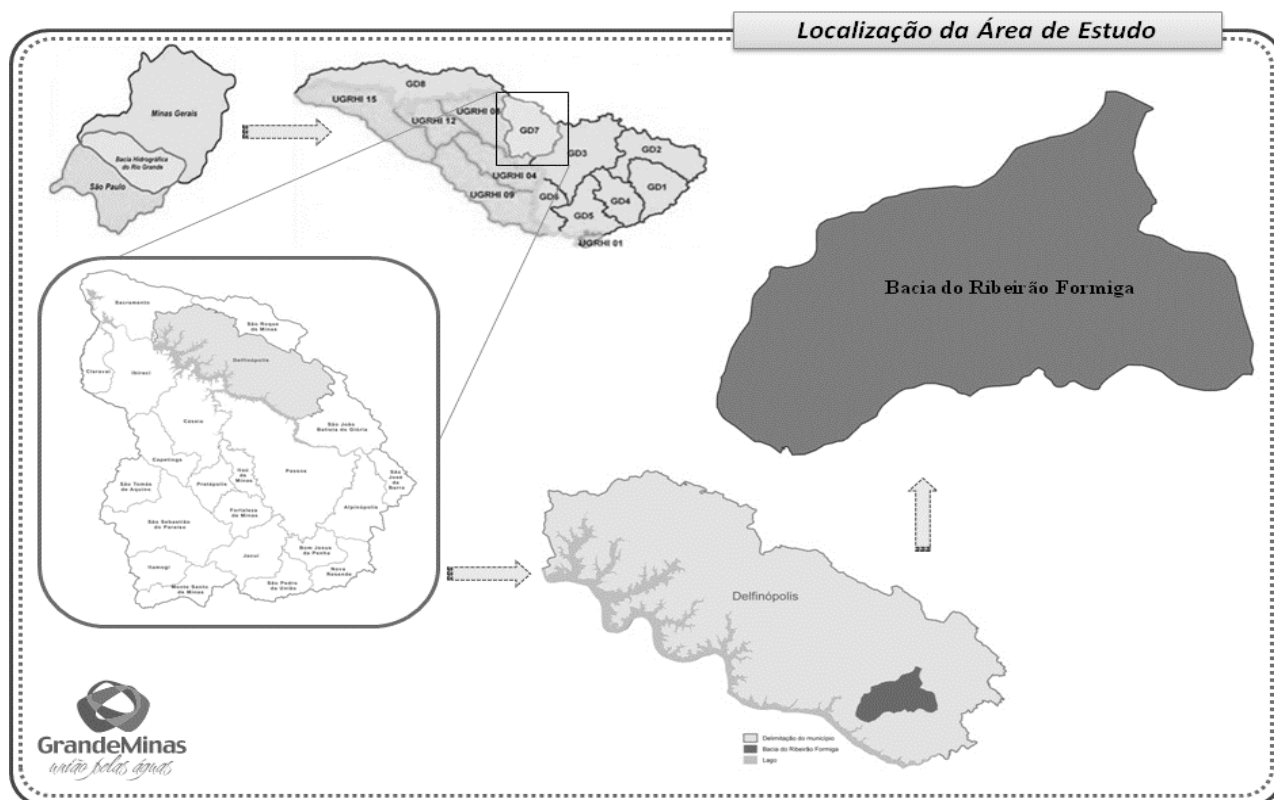 Localização da Área de Estudo
Minas Gerais
Bacia Hidrográfica
do Rio Grande
São Paulo
GD8
UGRHI 15
UGRHI 08
UGRHI 12
GD7
GD3
GD2
UGRHI 04
GD1
UGRHI 09
GD6
GD4
GD5
UGRHI 01
Bacia do Ribeirão Formiga
Sacramento
São Roque
de Minas
Delfinópolis
Claraval
Ibiraci
Cássia
São João
Batista do Glória
Capetinga
Passos
São Tomás
de Aquino
Pratápolis
Itaú
de
Minas
São
José da
Barra
Fortaleza
de Minas
Alpinópolis
São Sebastião
do Paraíso
Bom Jesus
da Penha
Jacuí
Itamogi
Nova
Resende
Monte Santo
de Minas
São Pedro
da União
Delfinópolis
Delimitação do município
Bacia do Ribeirão Formiga
Lago
GrandeMinas
união pelas águas